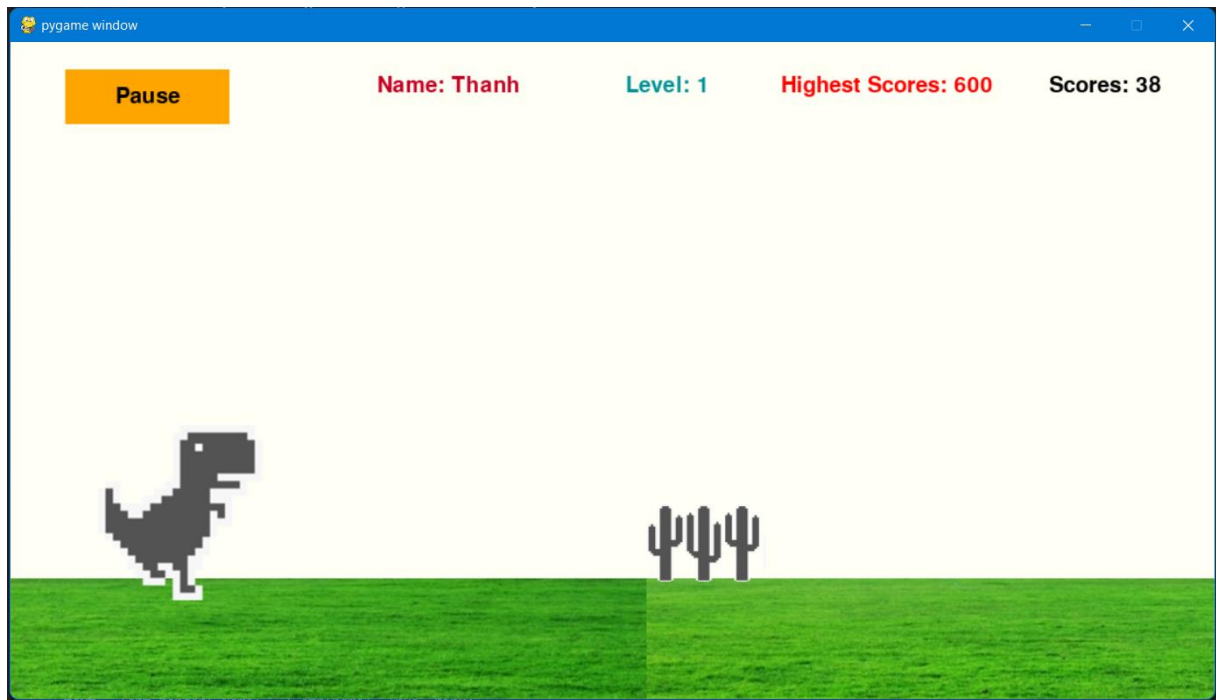 pygame window
Pause
Name: Thanh
Level: 1
Highest Scores: 600
Scores: 38